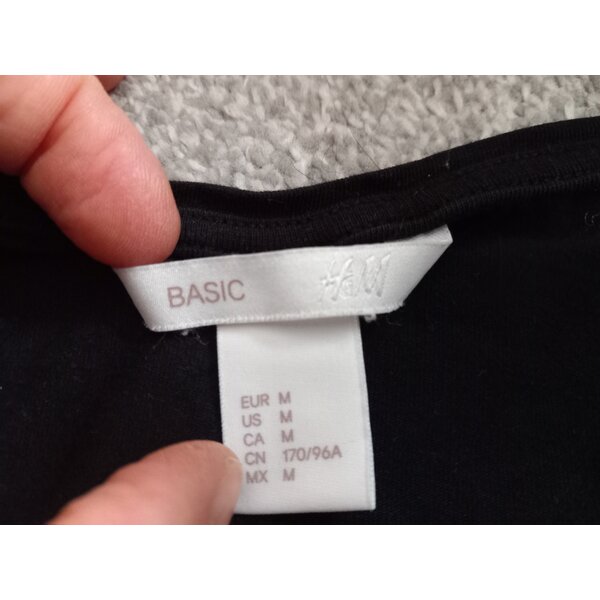 BASIC H&M
EUR M
US M
CA M
CN 170/96A
MX M